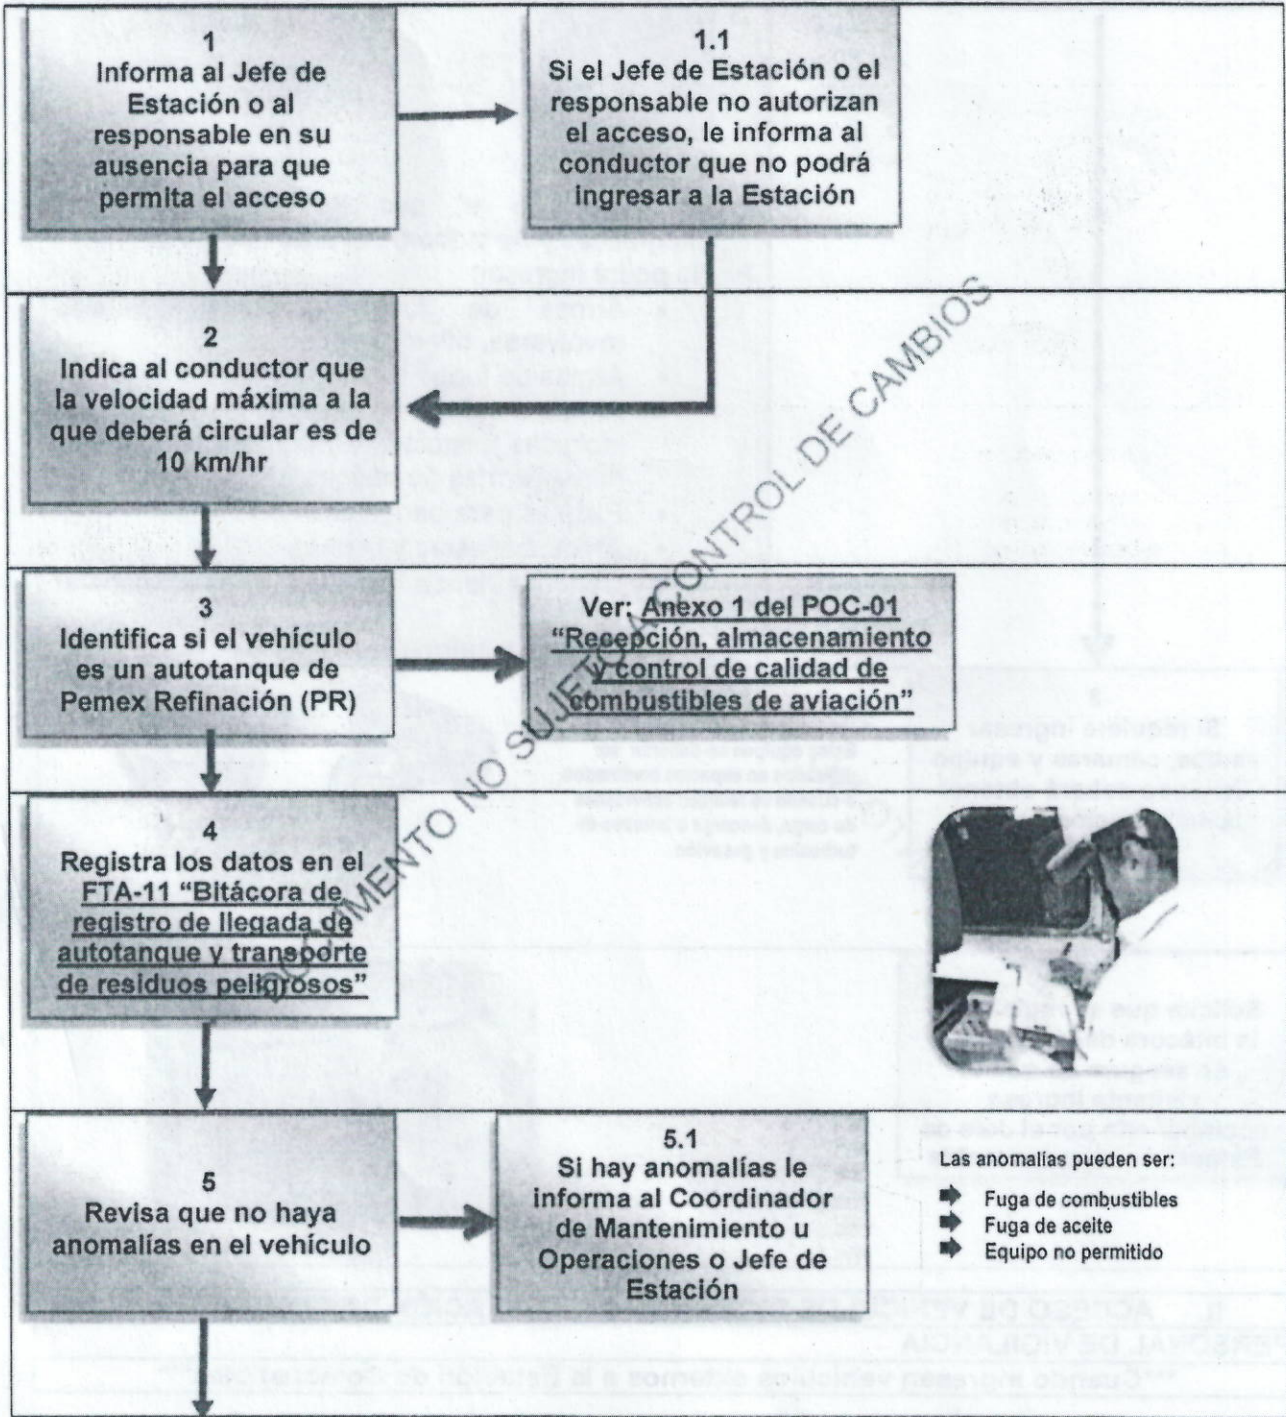 1
Informa al Jefe de
Estación o al
responsable en su
ausencia para que
permita el acceso
1.1
Si el Jefe de Estación o el
responsable no autorizan
el acceso, le informa al
conductor que no podrá
ingresar a la Estación
2
Indica al conductor que
la velocidad máxima a la
que deberá circular es de
10 km/hr
3
Identifica si el vehículo
es un autotanque de
Pemex Refinación (PR)
Ver: Anexo 1 del POC-01
“Recepción, almacenamiento
y control de calidad de
combustibles de aviación”
4
Registra los datos en el
FTA-11 “Bitácora de
registro de llegada de
autotanque y transporte
de residuos peligrosos”
5
Revisa que no haya
anomalías en el vehículo
5.1
Si hay anomalías le
informa al Coordinador
de Mantenimiento u
Operaciones o Jefe de
Estación
Las anomalías pueden ser:
Fuga de combustibles
Fuga de aceite
Equipo no permitido
DOCUMENTO NO SUJETO A CONTROL DE CAMBIOS